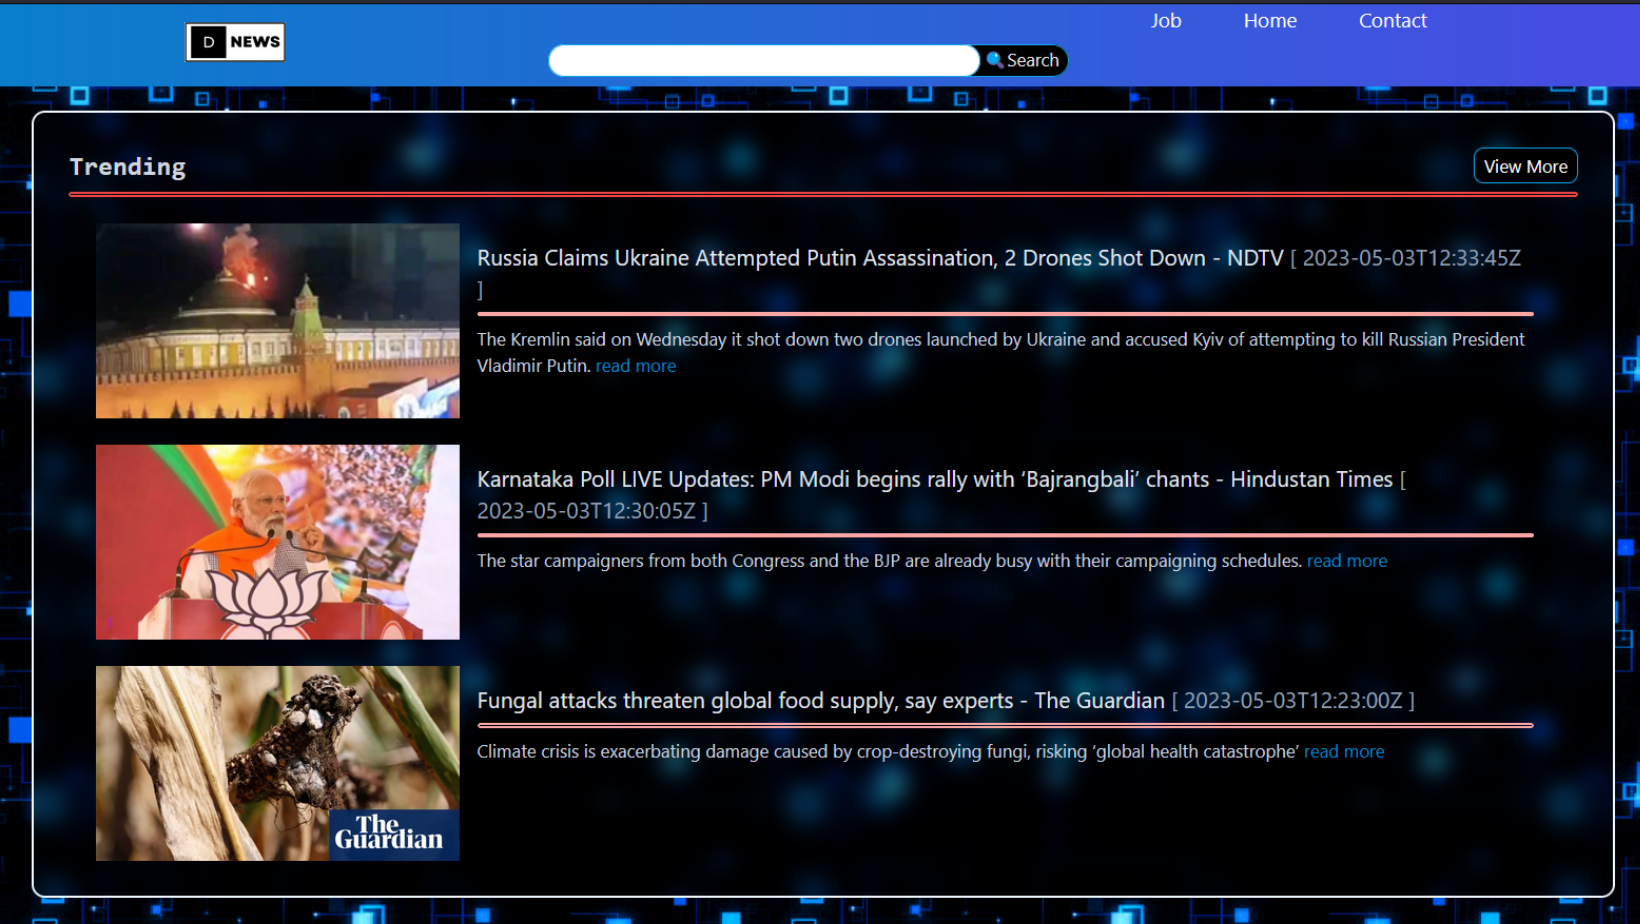 D NEWS
Job Home Contact
Search
Trending
View More
Russia Claims Ukraine Attempted Putin Assassination, 2 Drones Shot Down - NDTV [ 2023-05-03T12:33:45Z
]
The Kremlin said on Wednesday it shot down two drones launched by Ukraine and accused Kyiv of attempting to kill Russian President
Vladimir Putin. read more
Karnataka Poll LIVE Updates: PM Modi begins rally with ‘Bajrangbali’ chants - Hindustan Times [
2023-05-03T12:30:05Z ]
The star campaigners from both Congress and the BJP are already busy with their campaigning schedules. read more
Fungal attacks threaten global food supply, say experts - The Guardian [ 2023-05-03T12:23:00Z ]
Climate crisis is exacerbating damage caused by crop-destroying fungi, risking ‘global health catastrophe’ read more
The
Guardian